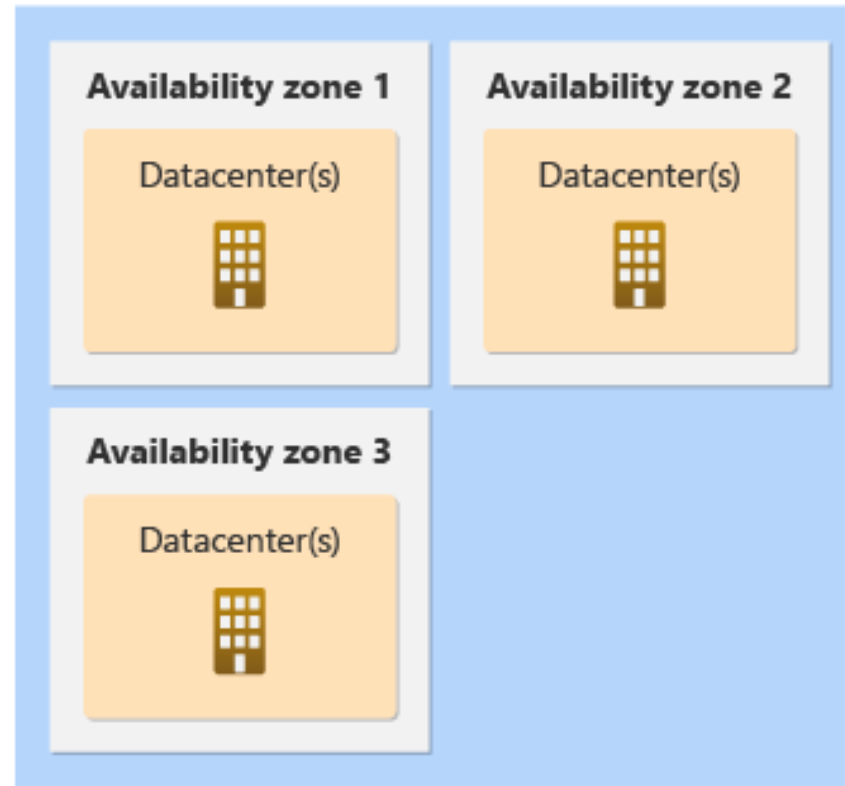 Availability zone 1
Datacenter(s)
Availability zone 2
Datacenter(s)
Availability zone 3
Datacenter(s)